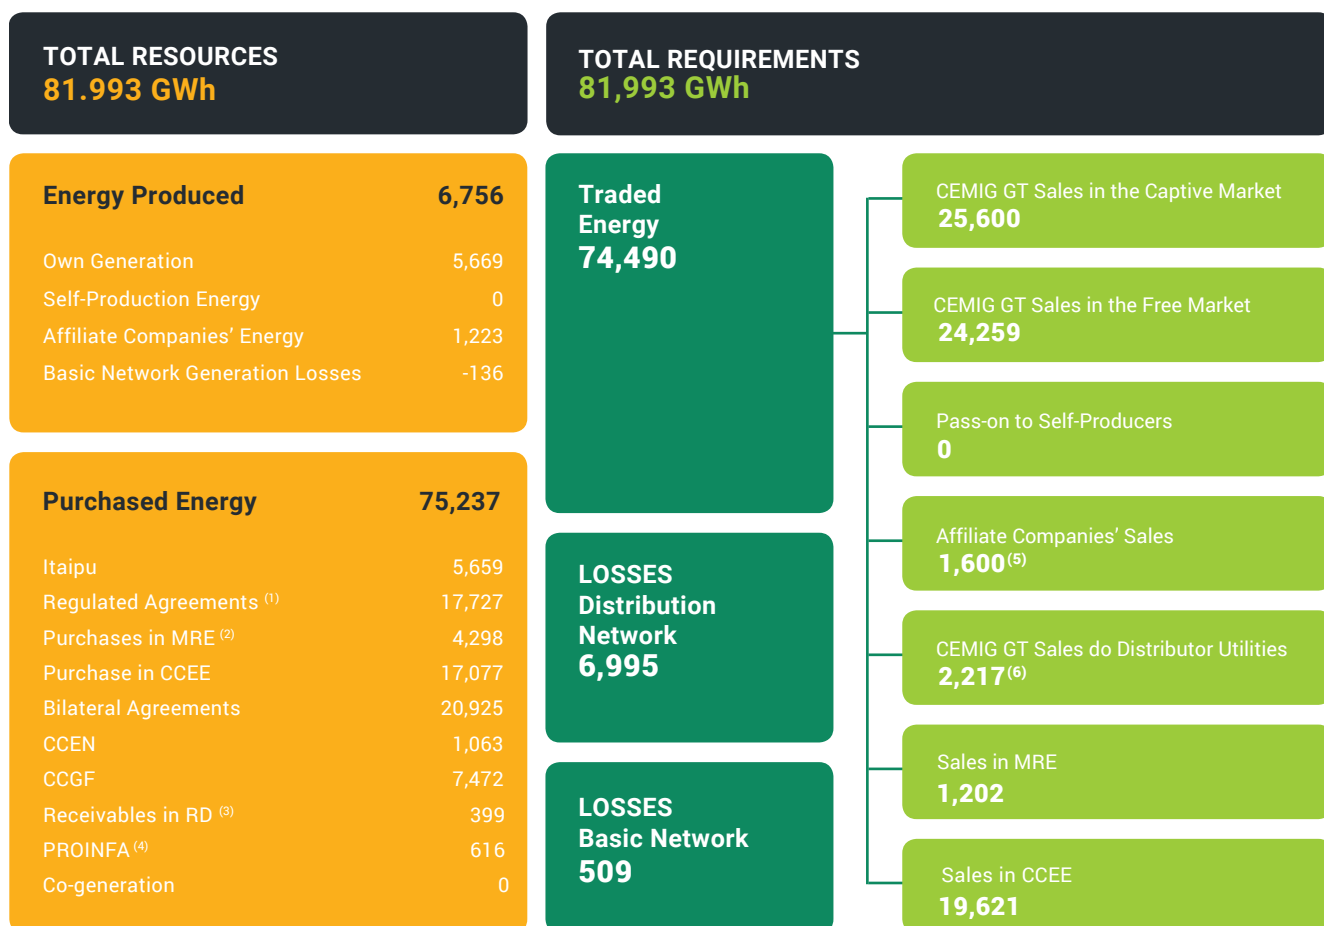 TOTAL RESOURCES
81.993 GWh
TOTAL REQUIREMENTS
81,993 GWh
Energy Produced 6,756
Own Generation 5,669
Self-Production Energy 0
Affiliate Companies’ Energy 1,223
Basic Network Generation Losses -136
Purchased Energy 75,237
Itaipu 5,659
Regulated Agreements (1) 17,727
Purchases in MRE (2) 4,298
Purchase in CCEE 17,077
Bilateral Agreements 20,925
CCEN 1,063
CCGF 7,472
Receivables in RD (3) 399
PROINFA (4) 616
Co-generation 0
Traded
Energy
74,490
LOSSES
Distribution
Network
6,995
LOSSES
Basic Network
509
CEMIG GT Sales in the Captive Market
25,600
CEMIG GT Sales in the Free Market
24,259
Pass-on to Self-Producers
0
Affiliate Companies’ Sales
1,600(5)
CEMIG GT Sales do Distributor Utilities
2,217(6)
Sales in MRE
1,202
Sales in CCEE
19,621